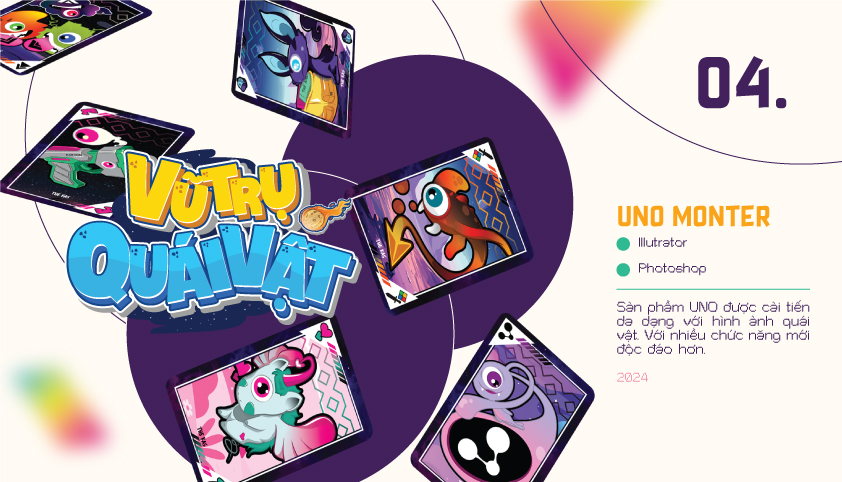 04.
VŨ TRỤ
QUÁI VẬT
UNO MONTER
Illutrator
Photoshop
Sản phẩm UNO được cải tiến
đa dạng với hình ảnh quái
vật. Với nhiều chức năng mới
độc đáo hơn.
2024